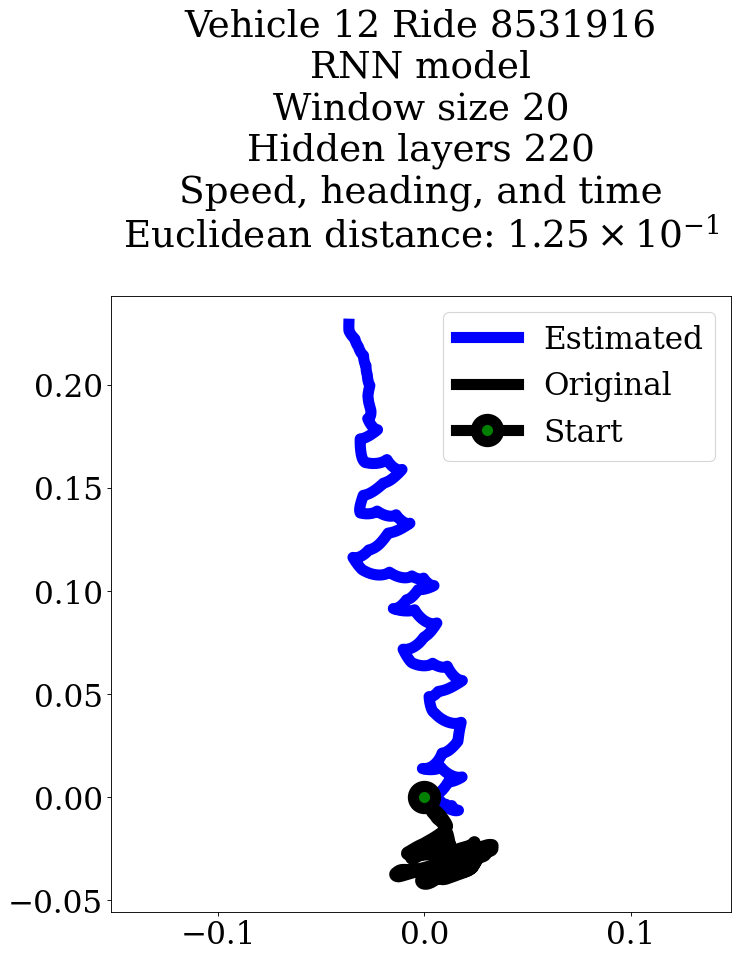 Vehicle 12 Ride 8531916
RNN model
Window size 20
Hidden layers 220
Speed, heading, and time
Euclidean distance: 1.25 × 10⁻¹
Estimated
Original
Start
0.20
0.15
0.10
0.05
0.00
−0.05
−0.1
0.0
0.1